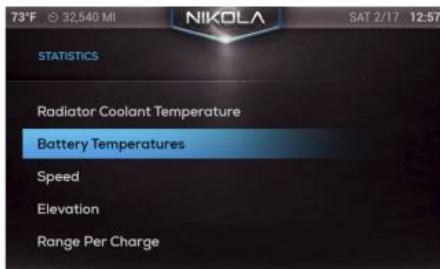 73°F 32,540 MI NIKOLA SAT 2/17 12:57
STATISTICS
Radiator Coolant Temperature
Battery Temperatures
Speed
Elevation
Range Per Charge